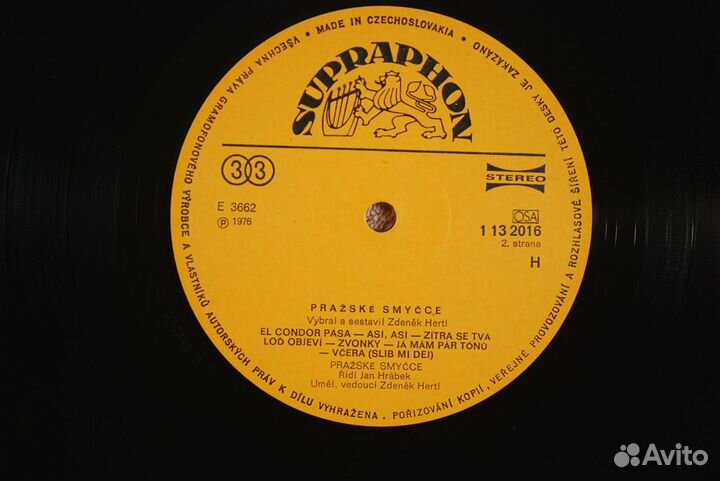 • MADE IN CZECHOSLOVAKIA •
VŠECHNA PRÁVA GRAMOFONOVÉHO VÝROBCE A VLASTNÍKŮ AUTORSKÝCH PRÁV K DÍLU VYHRAŽENA. POŘIZOVÁNÍ KOPIÍ, VEŘEJNÉ PROVOZOVÁNÍ A ROZHLASOVÉ ŠÍŘENÍ TÉTO DESKY JE ZAKÁZÁNO
SUPRAPHON
33
STEREO
E 3662
Ⓟ 1976
OSA
1 13 2016
2. strana
H
PRAŽSKÉ SMYČCE
Vybral a sestavil Zdeněk Hertl
EL CONDOR PASA — ASI, ASI — ZÍTRA SE TVÁ
LOĎ OBJEVÍ — ZVONKY — JÁ MÁM PÁR TÓNŮ
— VČERA (SLIB MI DEJ)
PRAŽSKÉ SMYČCE
Řídí Jan Hrábek
Uměl. vedoucí Zdeněk Hertl
Avito